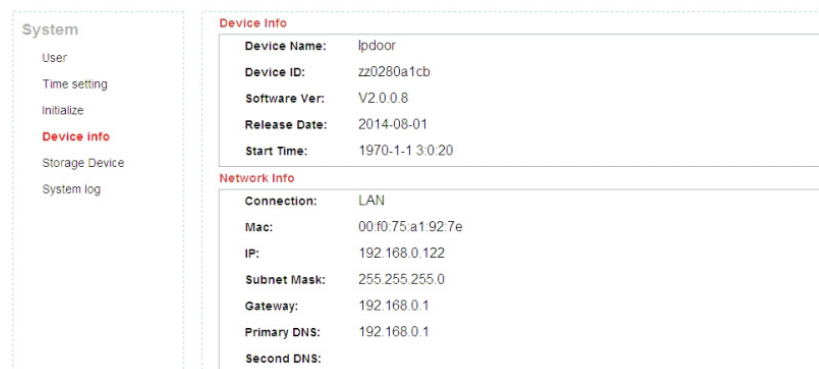 System
User
Time setting
Initialize
Device info
Storage Device
System log
Device Info
Device Name: Ipdoor
Device ID: zz0280a1cb
Software Ver: V2.0.0.8
Release Date: 2014-08-01
Start Time: 1970-1-1 3:0:20
Network Info
Connection: LAN
Mac: 00:f0:75:a1:92:7e
IP: 192.168.0.122
Subnet Mask: 255.255.255.0
Gateway: 192.168.0.1
Primary DNS: 192.168.0.1
Second DNS: